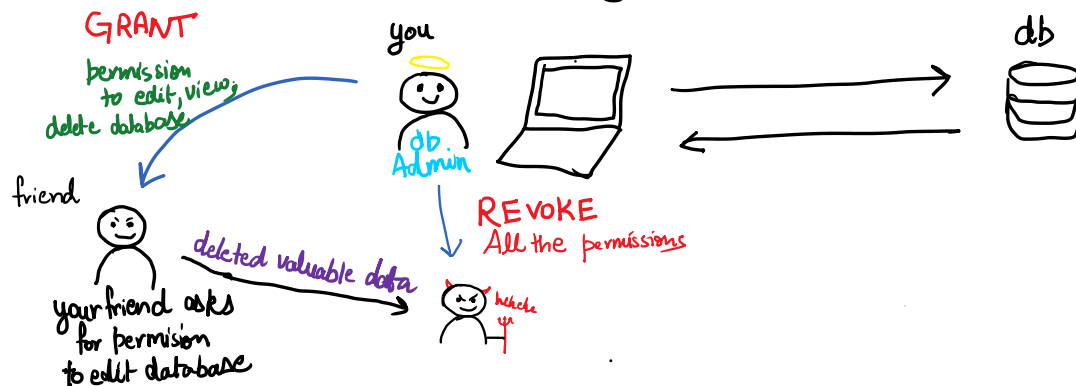 GRANT
permission
to edit, view,
delete database
you
db
Admin
db
friend
your friend asks
for permision
to edit database
deleted valuable data
REVOKE
All the permissions
hehehe